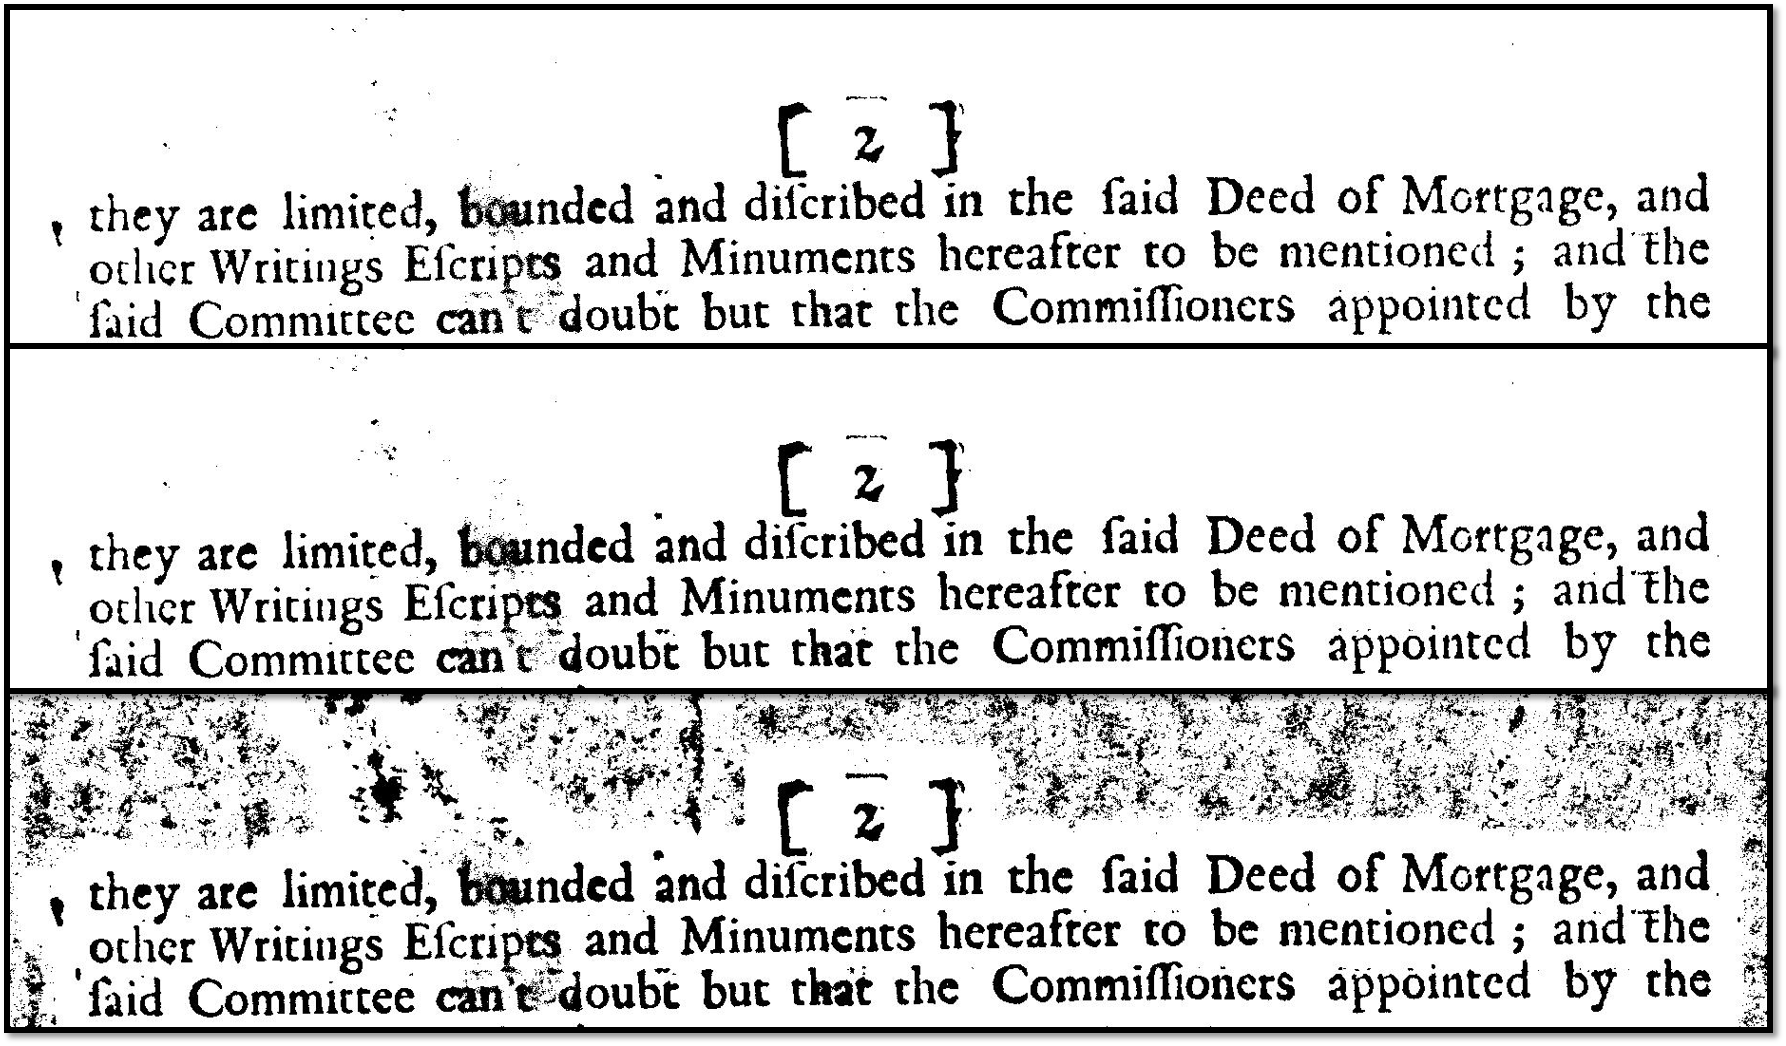 [ 2 ]
they are limited, bounded and diſcribed in the ſaid Deed of Mortgage, and
other Writings Eſcripts and Minuments hereafter to be mentioned ; and the
ſaid Committee can't doubt but that the Commiſſioners appointed by the
[ 2 ]
they are limited, bounded and diſcribed in the ſaid Deed of Mortgage, and
other Writings Eſcripts and Minuments hereafter to be mentioned ; and the
ſaid Committee can't doubt but that the Commiſſioners appointed by the
[ 2 ]
they are limited, bounded and diſcribed in the ſaid Deed of Mortgage, and
other Writings Eſcripts and Minuments hereafter to be mentioned ; and the
ſaid Committee can't doubt but that the Commiſſioners appointed by the